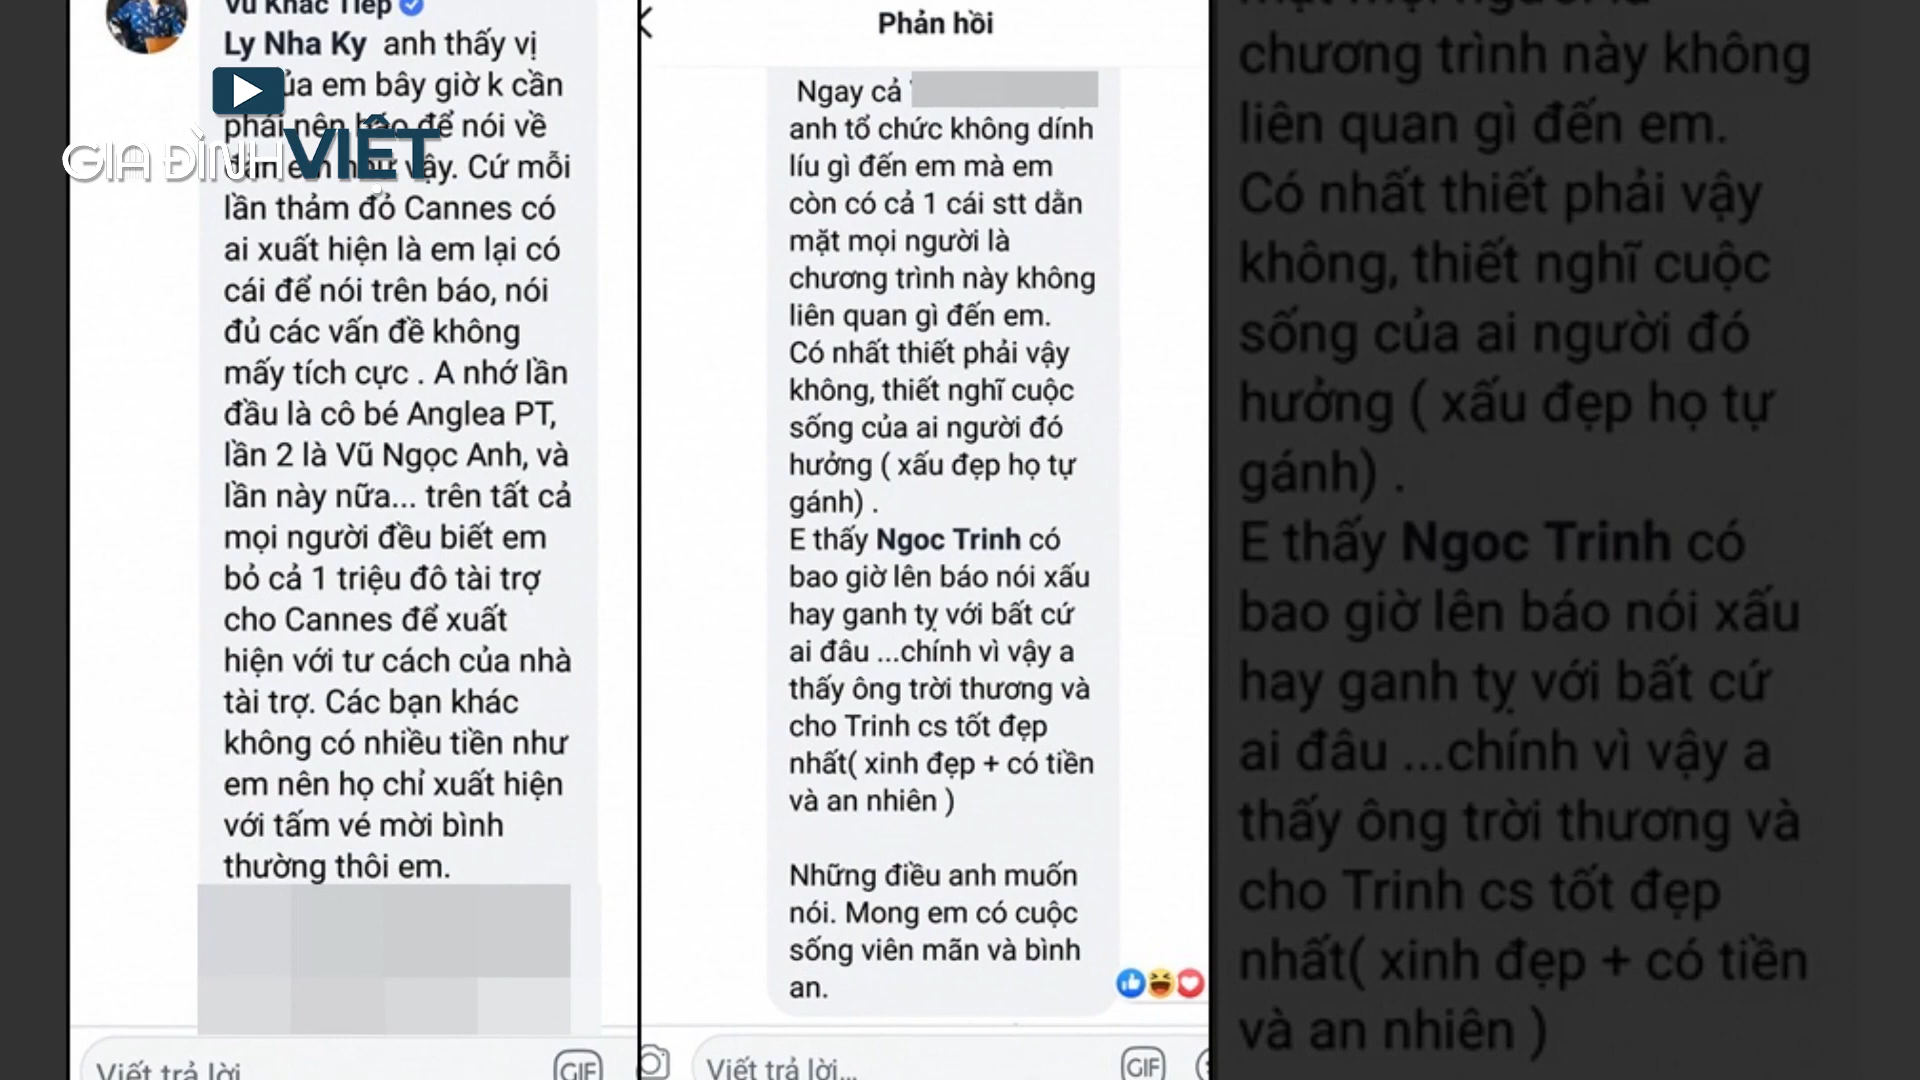 Vũ Khắc Tiệp
Ly Nha Ky anh thấy vị
của em bây giờ k cần
phải nên báo để nói về
như vậy. Cứ mỗi
lần thảm đỏ Cannes có
ai xuất hiện là em lại có
cái để nói trên báo, nói
đủ các vấn đề không
mấy tích cực . A nhớ lần
đầu là cô bé Anglea PT,
lần 2 là Vũ Ngọc Anh, và
lần này nữa... trên tất cả
mọi người đều biết em
bỏ cả 1 triệu đô tài trợ
cho Cannes để xuất
hiện với tư cách của nhà
tài trợ. Các bạn khác
không có nhiều tiền như
em nên họ chỉ xuất hiện
với tấm vé mời bình
thường thôi em.
Viết trả lời
GIF
GIA ĐÌNH VIỆT
Phản hồi
Ngay cả
anh tổ chức không dính
líu gì đến em mà em
còn có cả 1 cái stt dằn
mặt mọi người là
chương trình này không
liên quan gì đến em.
Có nhất thiết phải vậy
không, thiết nghĩ cuộc
sống của ai người đó
hưởng ( xấu đẹp họ tự
gánh) .
E thấy Ngoc Trinh có
bao giờ lên báo nói xấu
hay ganh tỵ với bất cứ
ai đâu ...chính vì vậy a
thấy ông trời thương và
cho Trinh cs tốt đẹp
nhất( xinh đẹp + có tiền
và an nhiên )
Những điều anh muốn
nói. Mong em có cuộc
sống viên mãn và bình
an.
Viết trả lời...
GIF
mặt mọi người là
chương trình này không
liên quan gì đến em.
Có nhất thiết phải vậy
không, thiết nghĩ cuộc
sống của ai người đó
hưởng ( xấu đẹp họ tự
gánh) .
E thấy Ngoc Trinh có
bao giờ lên báo nói xấu
hay ganh tỵ với bất cứ
ai đâu ...chính vì vậy a
thấy ông trời thương và
cho Trinh cs tốt đẹp
nhất( xinh đẹp + có tiền
và an nhiên )